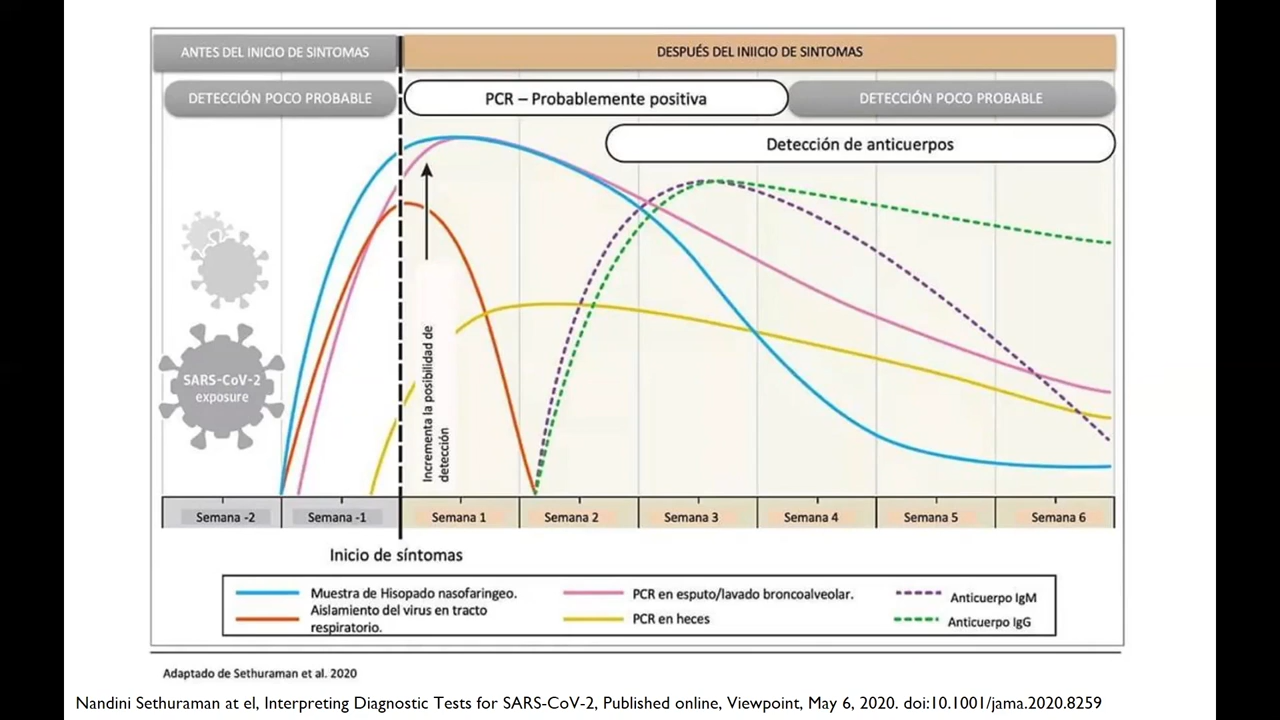 ANTES DEL INICIO DE SINTOMAS
DESPUÉS DEL INIICIO DE SINTOMAS
DETECCIÓN POCO PROBABLE
PCR – Probablemente positiva
DETECCIÓN POCO PROBABLE
Detección de anticuerpos
SARS-CoV-2
exposure
Incrementa la posibilidad de
detección
Semana -2
Semana -1
Semana 1
Semana 2
Semana 3
Semana 4
Semana 5
Semana 6
Inicio de síntomas
Muestra de Hisopado nasofaringeo.
Aislamiento del virus en tracto
respiratorio.
PCR en esputo/lavado broncoalveolar.
PCR en heces
Anticuerpo IgM
Anticuerpo IgG
Adaptado de Sethuraman et al. 2020
Nandini Sethuraman at el, Interpreting Diagnostic Tests for SARS-CoV-2, Published online, Viewpoint, May 6, 2020. doi:10.1001/jama.2020.8259